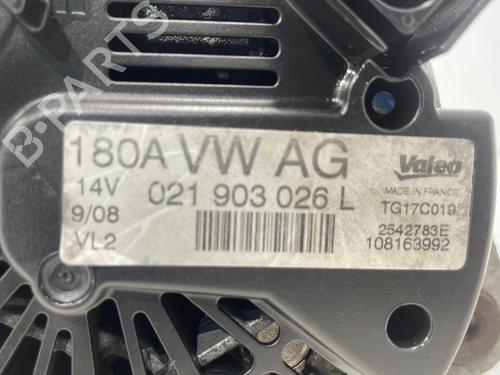 B-PARTS
180A VW AG
Valeo
14V
021 903 026 L
MADE IN FRANCE
9/08
TG17C019
VL2
2542783E
108163992